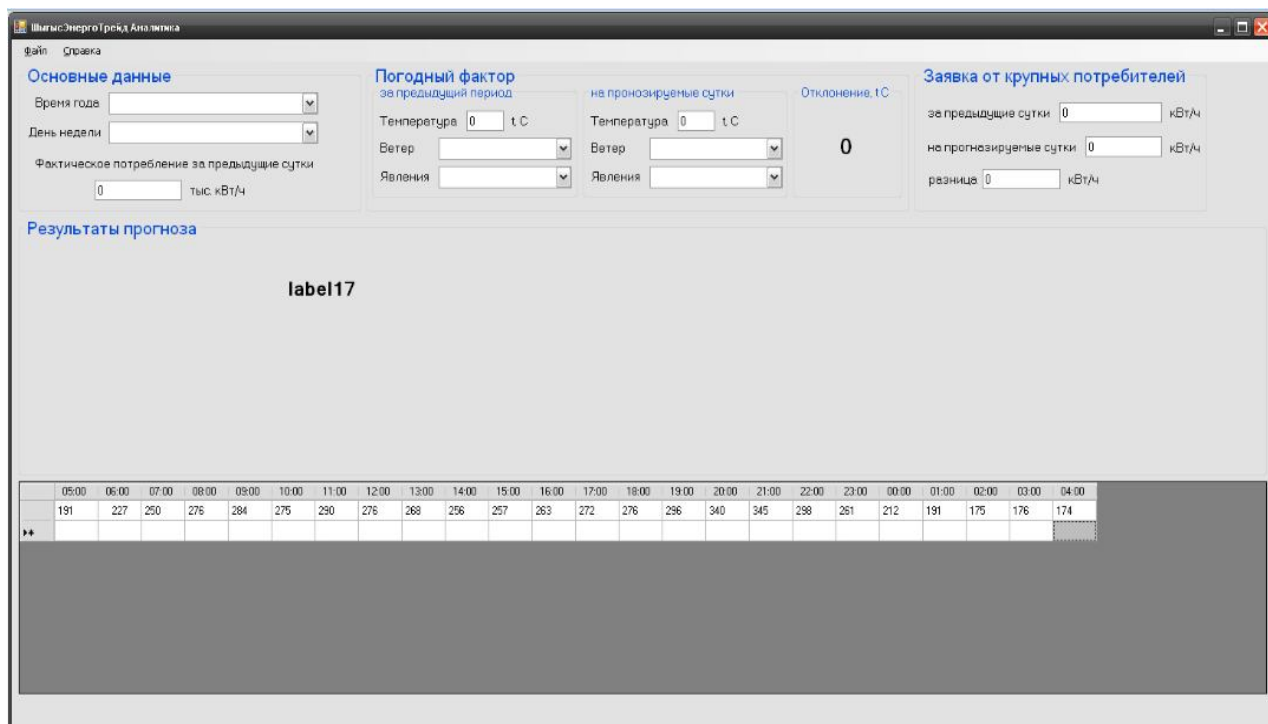 ШыгысЭнергоТрейд Аналитика
Файл Справка
Основные данные
Время года
День недели
Фактическое потребление за предыдущие сутки
0 тыс. кВт/ч
Погодный фактор
за предыдущий период
Температура 0 t C
Ветер
Явления
на пронозируемые сутки
Температура 0 t C
Ветер
Явления
Отклонение, t C
0
Заявка от крупных потребителей
за предыдущие сутки 0 кВт/ч
на прогназируемые сутки 0 кВт/ч
разница 0 кВт/ч
Результаты прогноза
label17
05:00 06:00 07:00 08:00 09:00 10:00 11:00 12:00 13:00 14:00 15:00 16:00 17:00 18:00 19:00 20:00 21:00 22:00 23:00 00:00 01:00 02:00 03:00 04:00
191 227 250 276 284 275 290 276 268 256 257 263 272 276 296 340 345 298 261 212 191 175 176 174